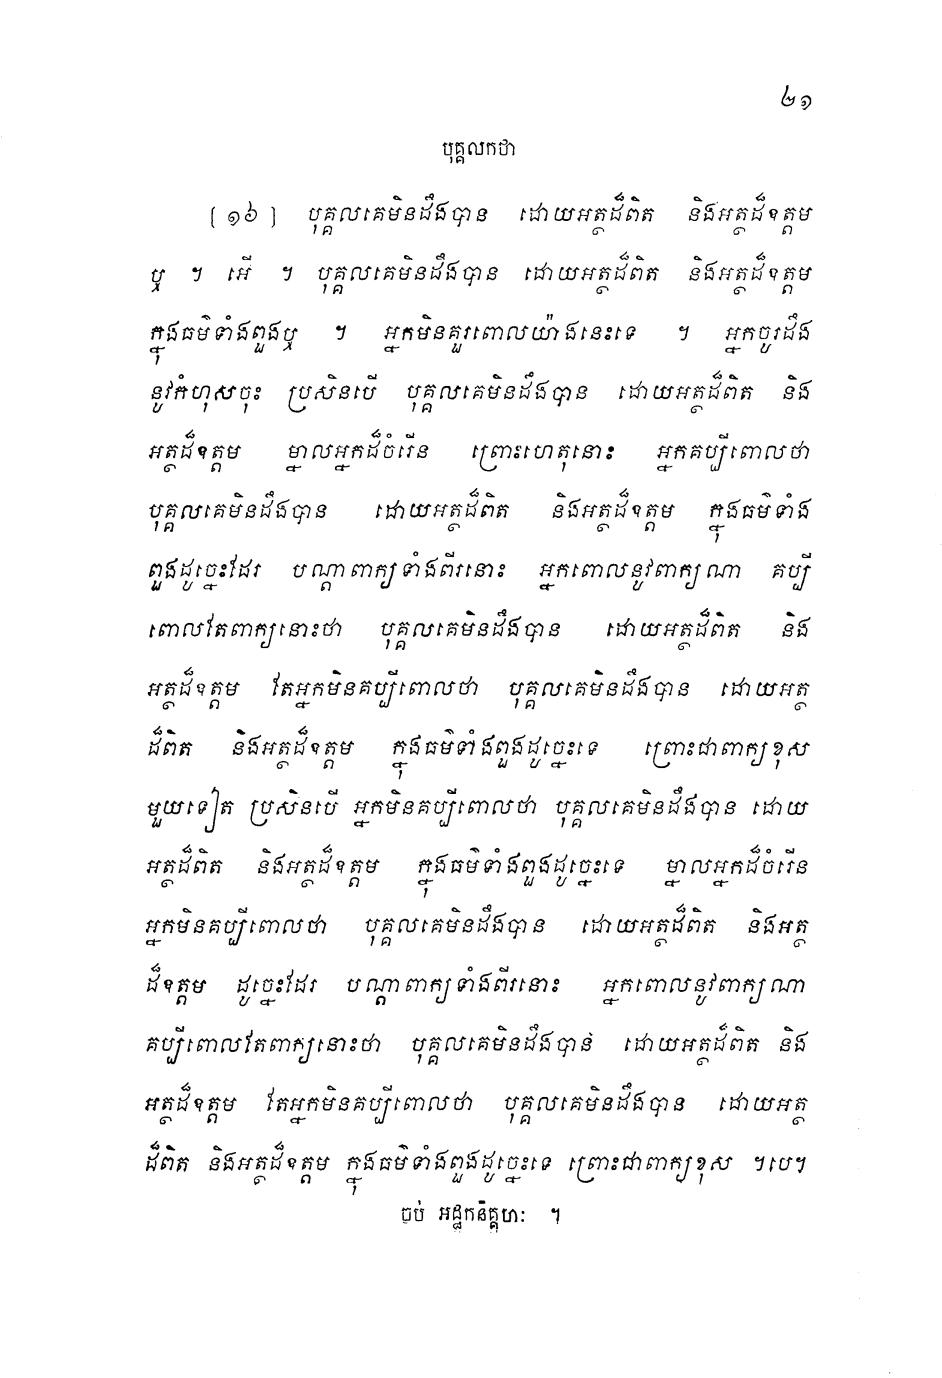 ២១
បុគ្គលកថា
[១៦] បុគ្គលគេមិនដឹងបាន ដោយអត្ថដ៏ពិត និងអត្ថដ៏ឧត្តម
ឬ ។ អើ ។ បុគ្គលគេមិនដឹងបាន ដោយអត្ថដ៏ពិត និងអត្ថដ៏ឧត្តម
ក្នុងធម៌ទាំងពួងឬ ។ អ្នកមិនគួរពោលយ៉ាងនេះទេ ។ អ្នកចូរដឹង
នូវកំហុសចុះ ប្រសិនបើ បុគ្គលគេមិនដឹងបាន ដោយអត្ថដ៏ពិត និង
អត្ថដ៏ឧត្តម ម្នាលអ្នកដ៏ចំរើន ព្រោះហេតុនោះ អ្នកគប្បីពោលថា
បុគ្គលគេមិនដឹងបាន ដោយអត្ថដ៏ពិត និងអត្ថដ៏ឧត្តម ក្នុងធម៌ទាំង
ពួងដូច្នេះដែរ បណ្តាពាក្យទាំងពីរនោះ អ្នកពោលនូវពាក្យណា គប្បី
ពោលតែពាក្យនោះថា បុគ្គលគេមិនដឹងបាន ដោយអត្ថដ៏ពិត និង
អត្ថដ៏ឧត្តម តែអ្នកមិនគប្បីពោលថា បុគ្គលគេមិនដឹងបាន ដោយអត្ថ
ដ៏ពិត និងអត្ថដ៏ឧត្តម ក្នុងធម៌ទាំងពួងដូច្នេះទេ ព្រោះជាពាក្យខុស
មួយទៀត ប្រសិនបើ អ្នកមិនគប្បីពោលថា បុគ្គលគេមិនដឹងបាន ដោយ
អត្ថដ៏ពិត និងអត្ថដ៏ឧត្តម ក្នុងធម៌ទាំងពួងដូច្នេះទេ ម្នាលអ្នកដ៏ចំរើន
អ្នកមិនគប្បីពោលថា បុគ្គលគេមិនដឹងបាន ដោយអត្ថដ៏ពិត និងអត្ថ
ដ៏ឧត្តម ដូច្នេះដែរ បណ្តាពាក្យទាំងពីរនោះ អ្នកពោលនូវពាក្យណា
គប្បីពោលតែពាក្យនោះថា បុគ្គលគេមិនដឹងបាន ដោយអត្ថដ៏ពិត និង
អត្ថដ៏ឧត្តម តែអ្នកមិនគប្បីពោលថា បុគ្គលគេមិនដឹងបាន ដោយអត្ថ
ដ៏ពិត និងអត្ថដ៏ឧត្តម ក្នុងធម៌ទាំងពួងដូច្នេះទេ ព្រោះជាពាក្យខុស ។បេ។
ចប់ អដ្ឋកនិគ្គហៈ ។